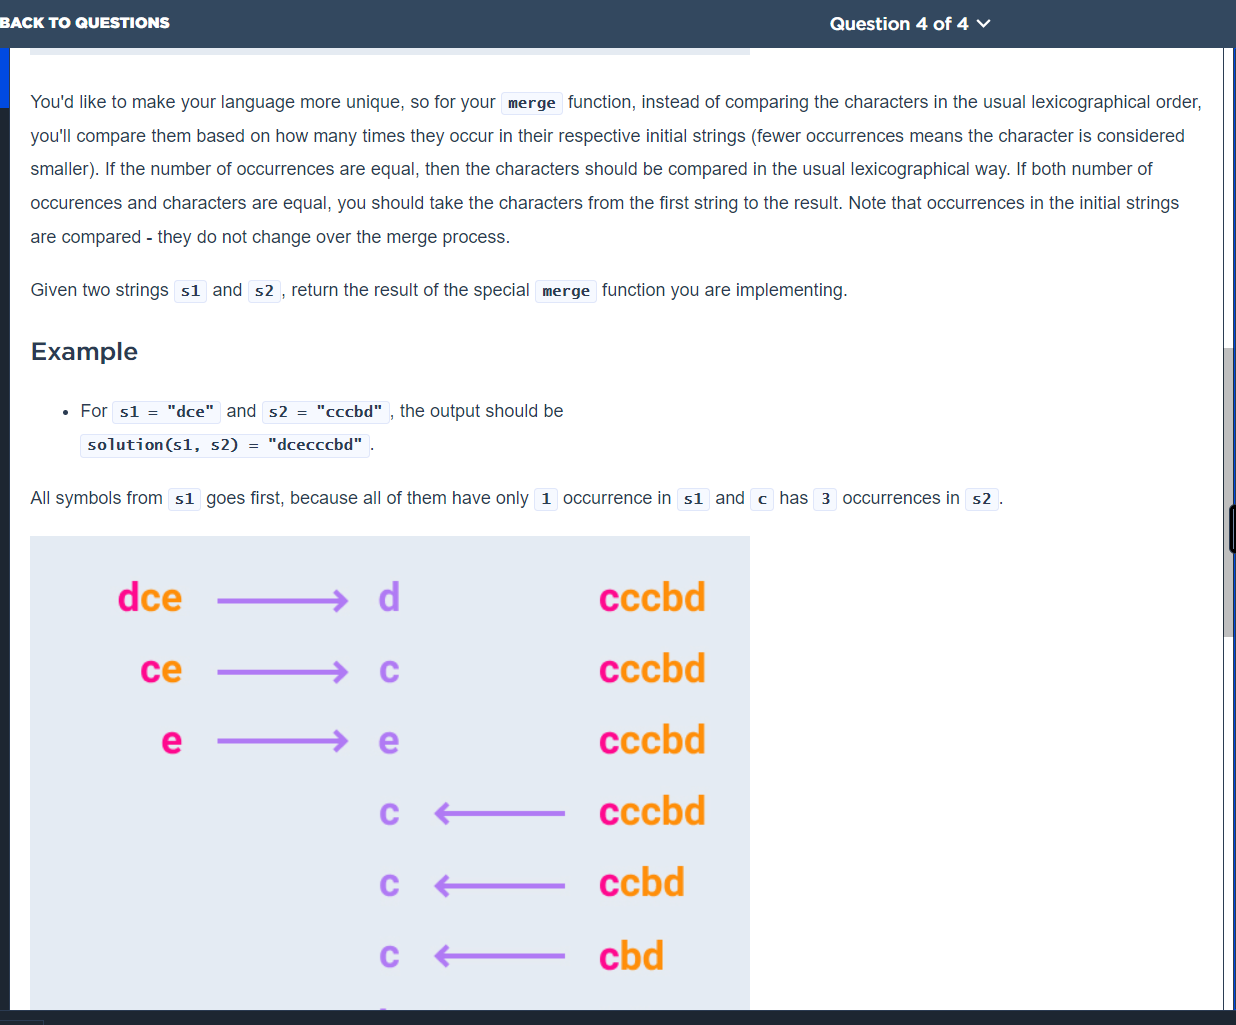 BACK TO QUESTIONS
Question 4 of 4
You'd like to make your language more unique, so for your merge function, instead of comparing the characters in the usual lexicographical order,
you'll compare them based on how many times they occur in their respective initial strings (fewer occurrences means the character is considered
smaller). If the number of occurrences are equal, then the characters should be compared in the usual lexicographical way. If both number of
occurences and characters are equal, you should take the characters from the first string to the result. Note that occurrences in the initial strings
are compared - they do not change over the merge process.
Given two strings s1 and s2, return the result of the special merge function you are implementing.
Example
• For s1 = "dce" and s2 = "cccbd", the output should be
solution(s1, s2) = "dcecccbd".
All symbols from s1 goes first, because all of them have only 1 occurrence in s1 and c has 3 occurrences in s2.
dce d cccbd
ce c cccbd
e e cccbd
c cccbd
c ccbd
c cbd